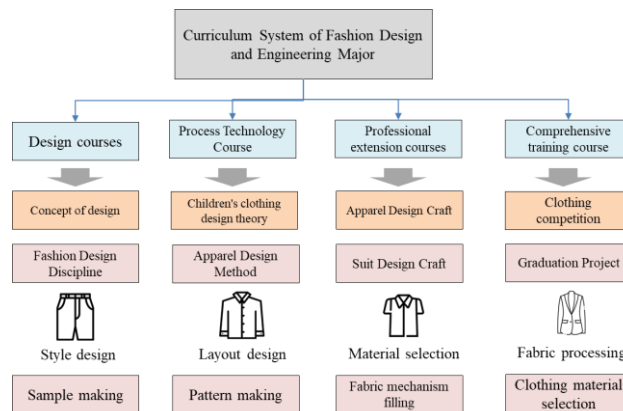 Curriculum System of Fashion Design
and Engineering Major
Design courses
Process Technology
Course
Professional
extension courses
Comprehensive
training course
Concept of design
Children's clothing
design theory
Apparel Design Craft
Clothing
competition
Fashion Design
Discipline
Apparel Design
Method
Suit Design Craft
Graduation Project
Style design
Layout design
Material selection
Fabric processing
Sample making
Pattern making
Fabric mechanism
filling
Clothing material
selection